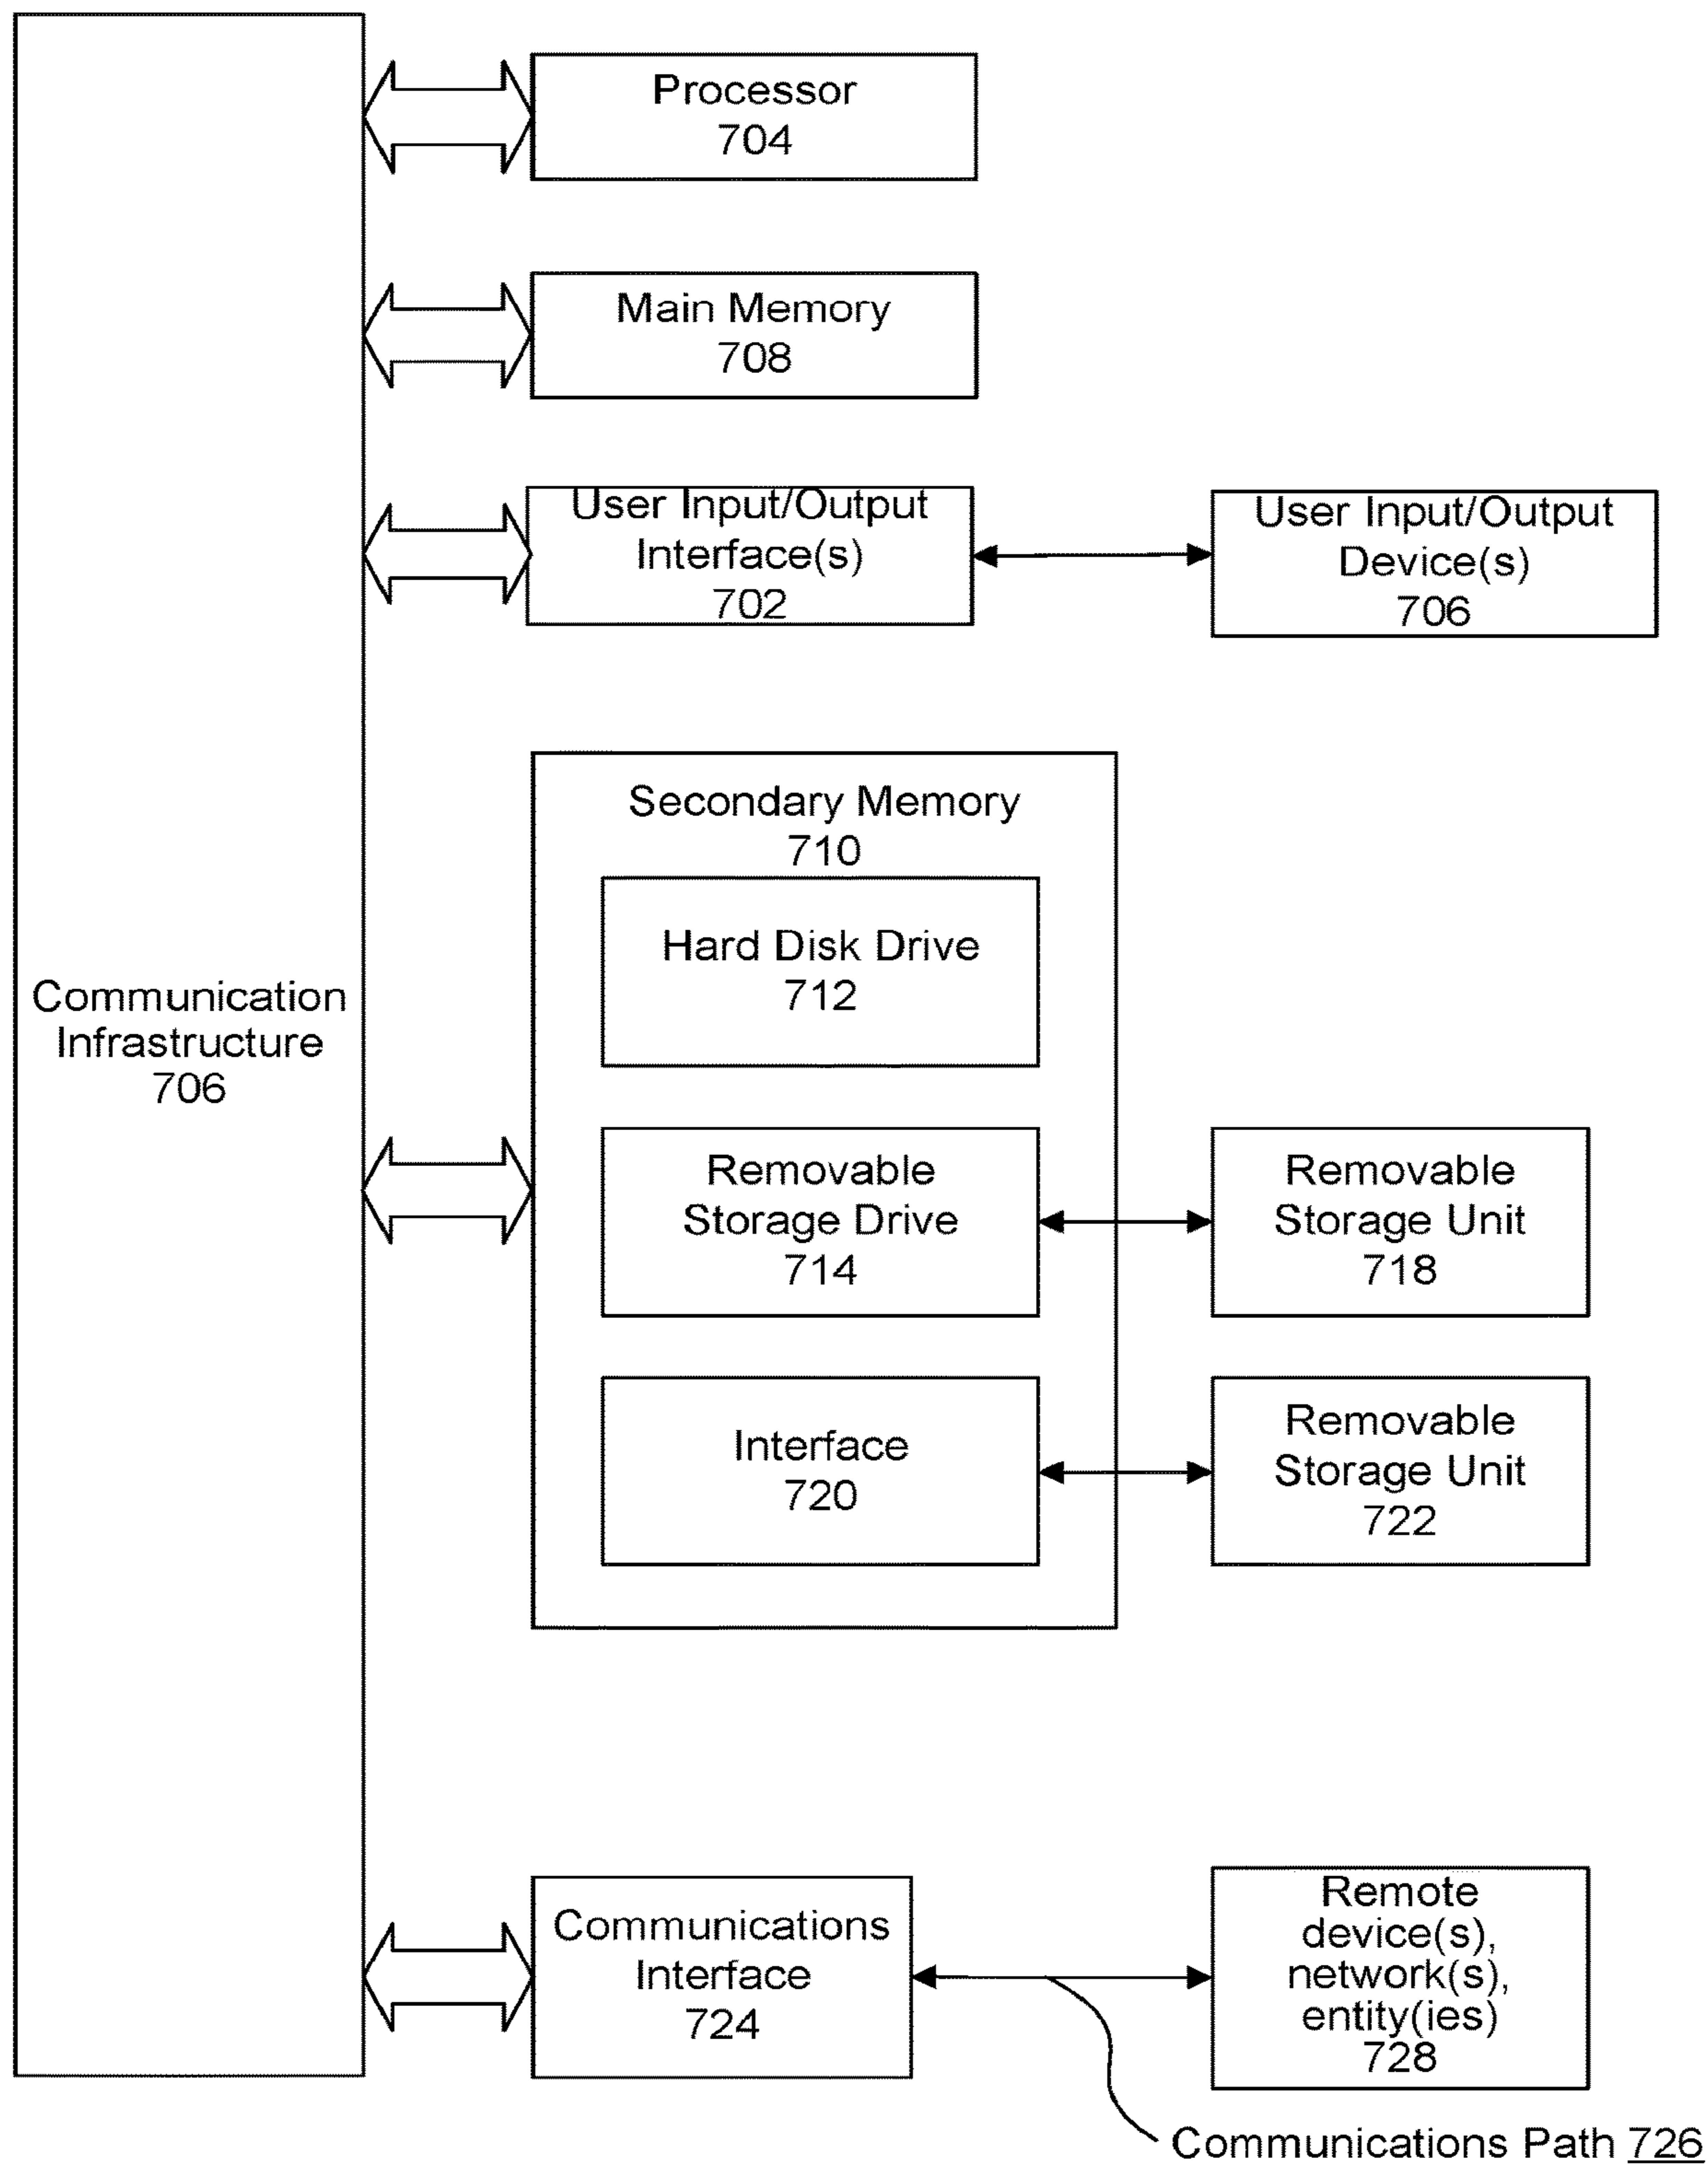 Processor
704
Main Memory
708
User Input/Output
Interface(s)
702
User Input/Output
Device(s)
706
Secondary Memory
710
Hard Disk Drive
712
Communication
Infrastructure
706
Removable
Storage Drive
714
Removable
Storage Unit
718
Interface
720
Removable
Storage Unit
722
Communications
Interface
724
Remote
device(s),
network(s),
entity(ies)
728
Communications Path 726